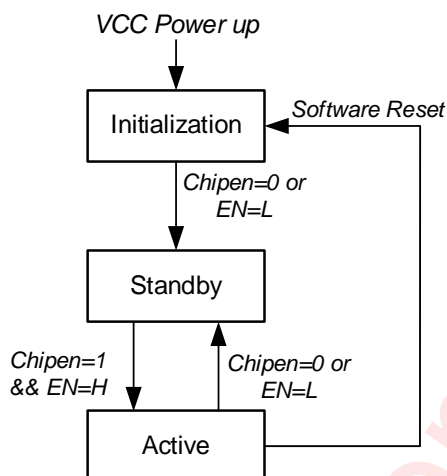 VCC Power up
Initialization
Software Reset
Chipen=0 or
EN=L
Standby
Chipen=1
&& EN=H
Chipen=0 or
EN=L
Active